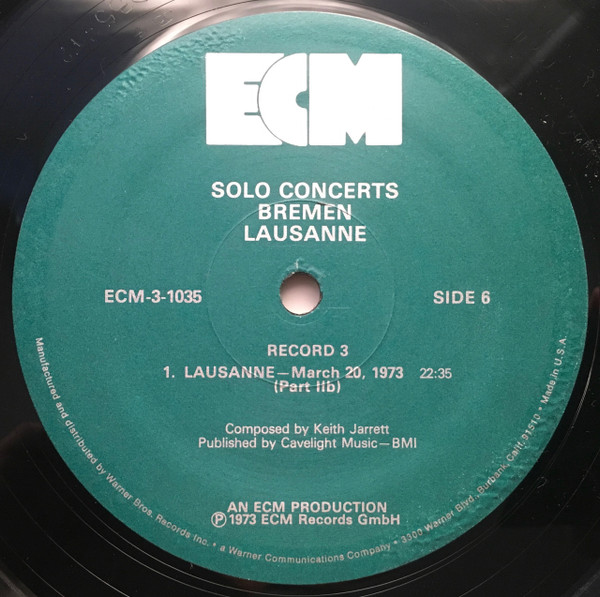 ECM
SOLO CONCERTS
BREMEN
LAUSANNE
ECM-3-1035
SIDE 6
RECORD 3
1. LAUSANNE—March 20, 1973 22:35
(Part IIb)
Composed by Keith Jarrett
Published by Cavelight Music—BMI
AN ECM PRODUCTION
Ⓟ1973 ECM Records GmbH
Manufactured and distributed by Warner Bros. Records Inc. • a Warner Communications Company • 3300 Warner Blvd., Burbank, Calif. 91510 • Made in U.S.A.